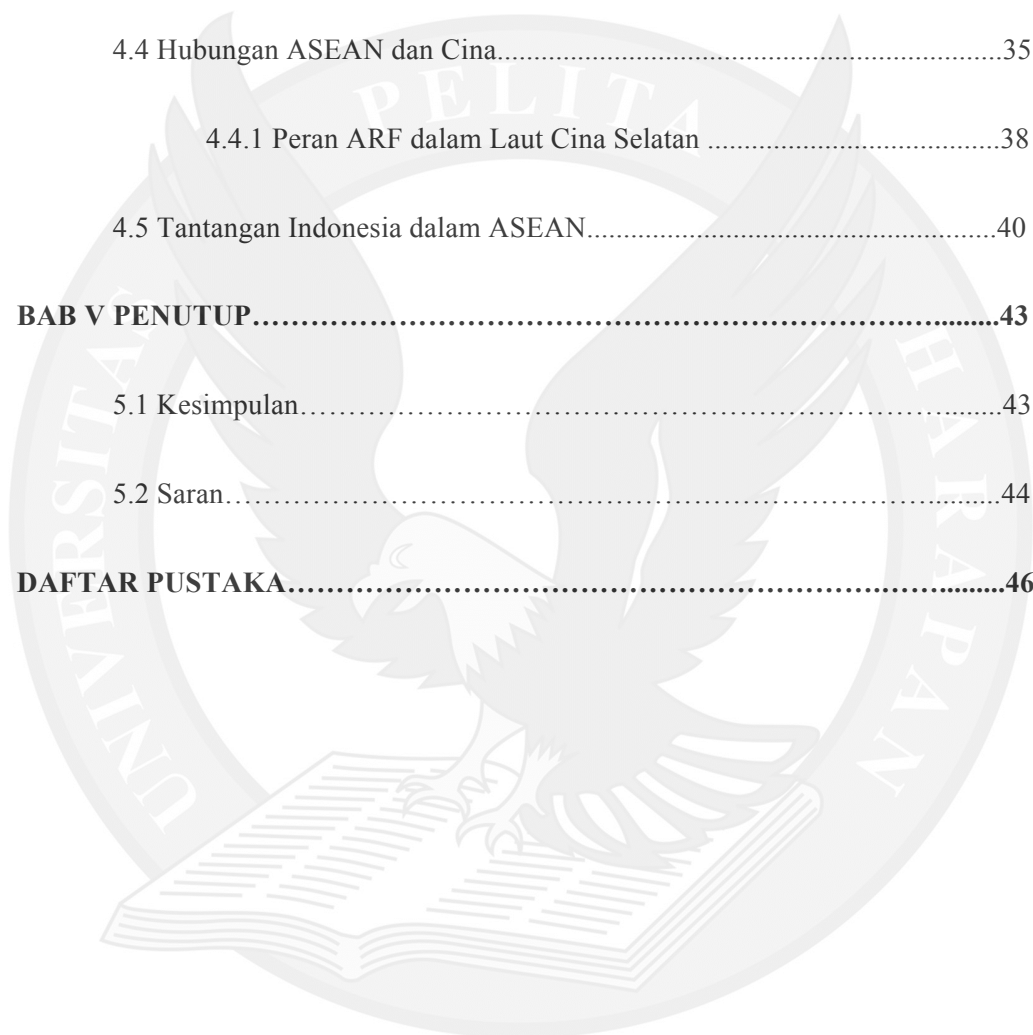 4.4 Hubungan ASEAN dan Cina..........................................................................35
4.4.1 Peran ARF dalam Laut Cina Selatan ...........................................38
4.5 Tantangan Indonesia dalam ASEAN................................................................40
BAB V PENUTUP……………………………………………………………………........43
5.1 Kesimpulan……………………………………………………………….......43
5.2 Saran………………………………………………………………………......44
DAFTAR PUSTAKA……………………………………………………….…….........46
UNIVERSITAS PELITA HARAPAN